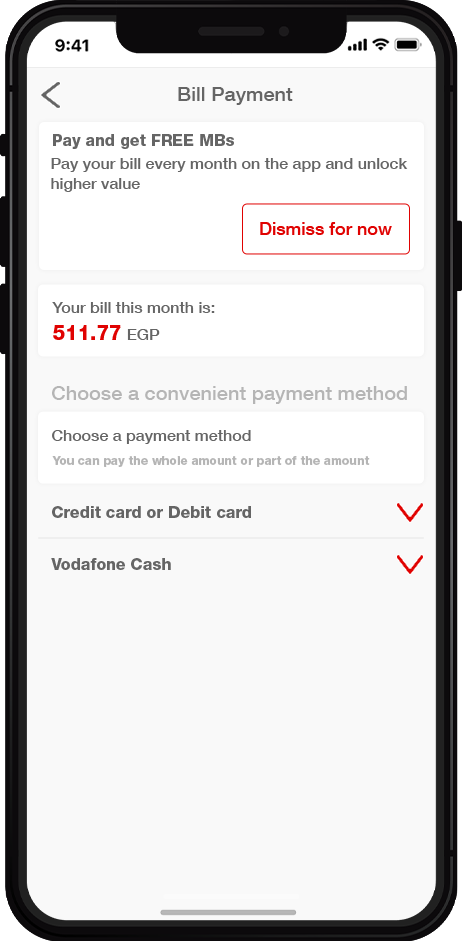 9:41
Bill Payment
Pay and get FREE MBs
Pay your bill every month on the app and unlock
higher value
Dismiss for now
Your bill this month is:
511.77 EGP
Choose a convenient payment method
Choose a payment method
You can pay the whole amount or part of the amount
Credit card or Debit card
Vodafone Cash